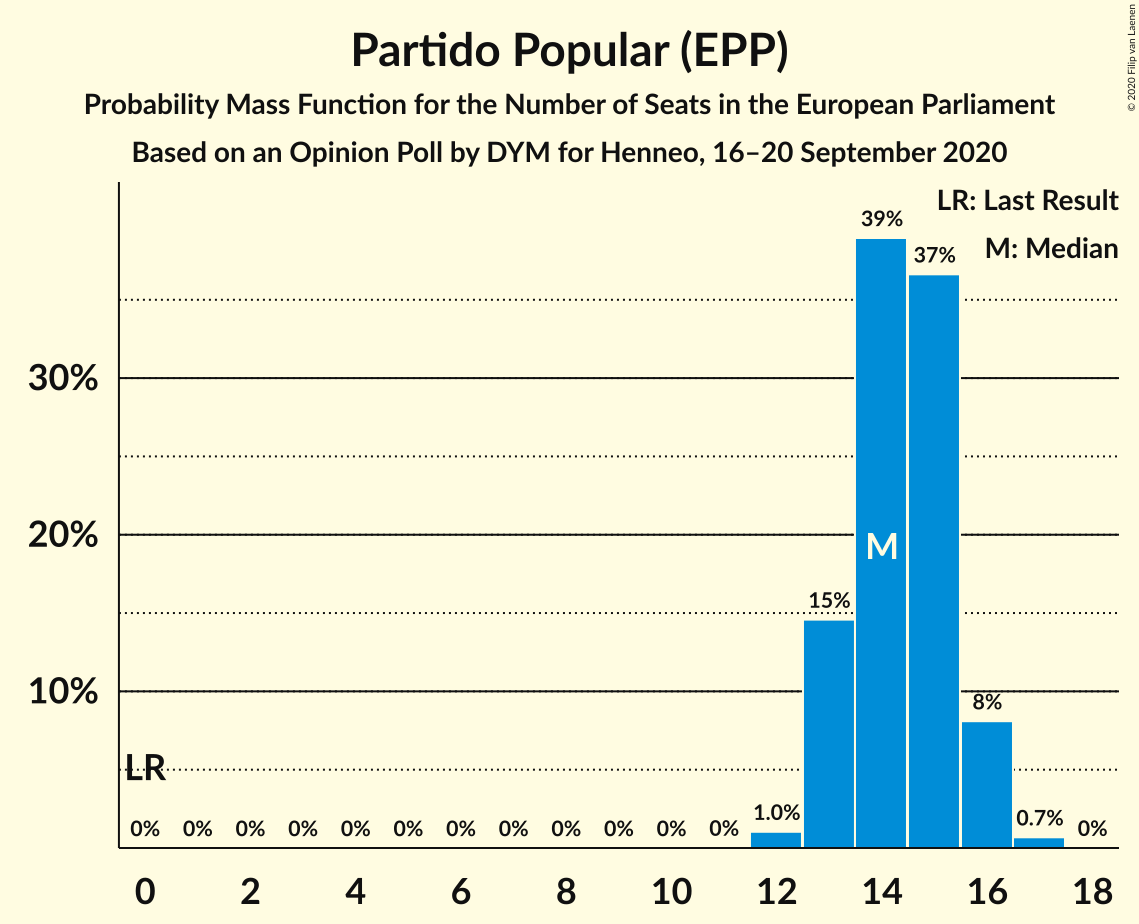 Partido Popular (EPP)
Probability Mass Function for the Number of Seats in the European Parliament
Based on an Opinion Poll by DYM for Henneo, 16–20 September 2020
© 2020 Filip van Laenen
LR: Last Result
M: Median
39%
37%
30%
20%
M
15%
10%
8%
LR
0% 0% 0% 0% 0% 0% 0% 0% 0% 0% 0% 0% 1.0% 0.7% 0%
0 2 4 6 8 10 12 14 16 18